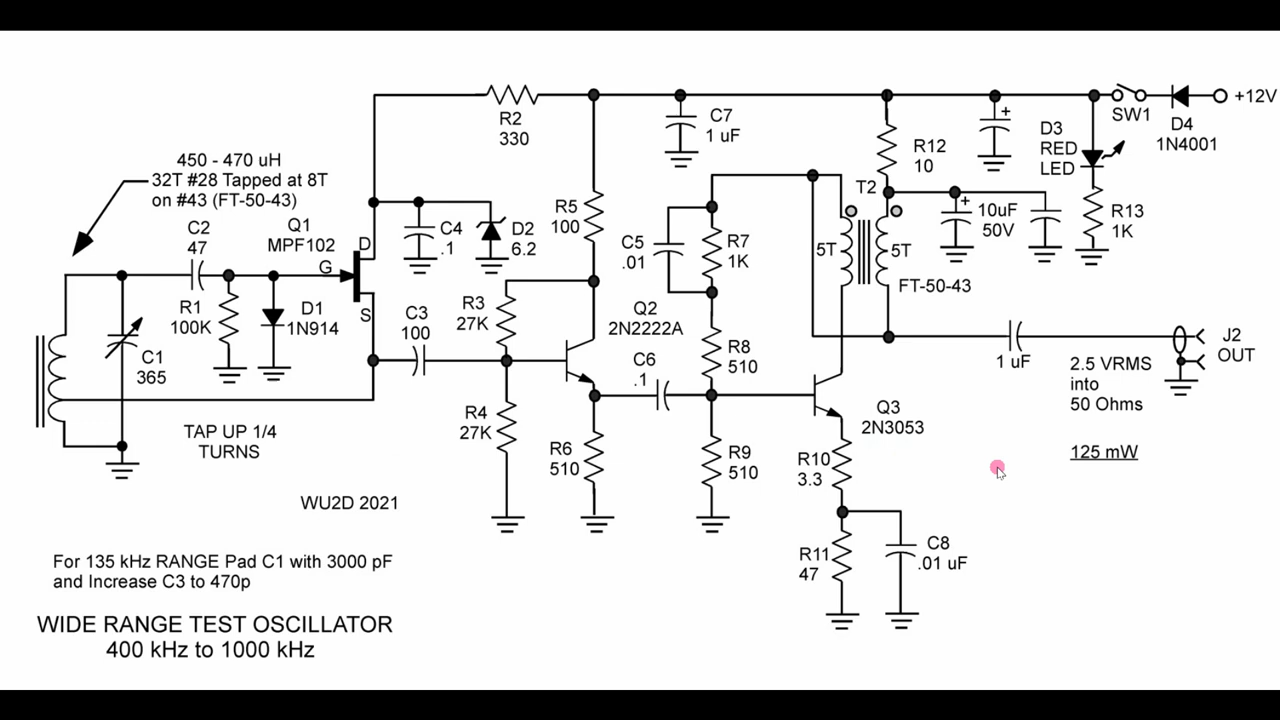 450 - 470 uH
32T #28 Tapped at 8T
on #43 (FT-50-43)
C2
47
Q1
MPF102
D
G
S
R1
100K
D1
1N914
C1
365
TAP UP 1/4
TURNS
R2
330
C4
.1
D2
6.2
C3
100
R3
27K
R4
27K
R5
100
Q2
2N2222A
R6
510
C6
.1
C7
1 uF
C5
.01
R7
1K
R8
510
R9
510
T2
5T
5T
FT-50-43
R12
10
+
+
10uF
50V
D3
RED
LED
R13
1K
SW1
D4
1N4001
+12V
1 uF
J2
OUT
2.5 VRMS
into
50 Ohms
125 mW
Q3
2N3053
R10
3.3
R11
47
C8
.01 uF
WU2D 2021
For 135 kHz RANGE Pad C1 with 3000 pF
and Increase C3 to 470p
WIDE RANGE TEST OSCILLATOR
400 kHz to 1000 kHz